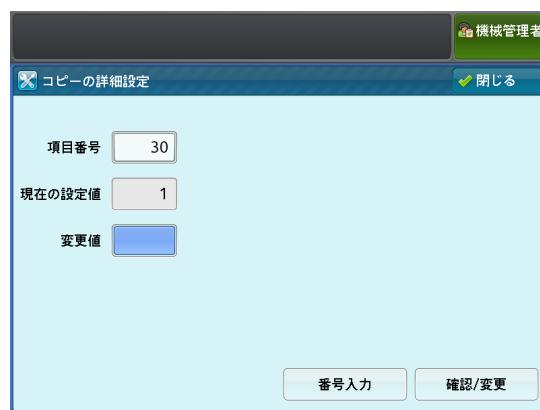 機械管理者
コピーの詳細設定
閉じる
項目番号 30
現在の設定値 1
変更値
番号入力 確認/変更